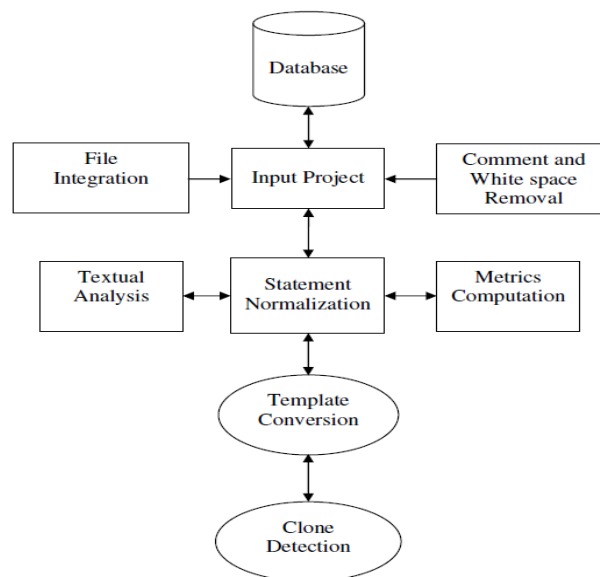 Database
File
Integration
Input Project
Comment and
White space
Removal
Textual
Analysis
Statement
Normalization
Metrics
Computation
Template
Conversion
Clone
Detection